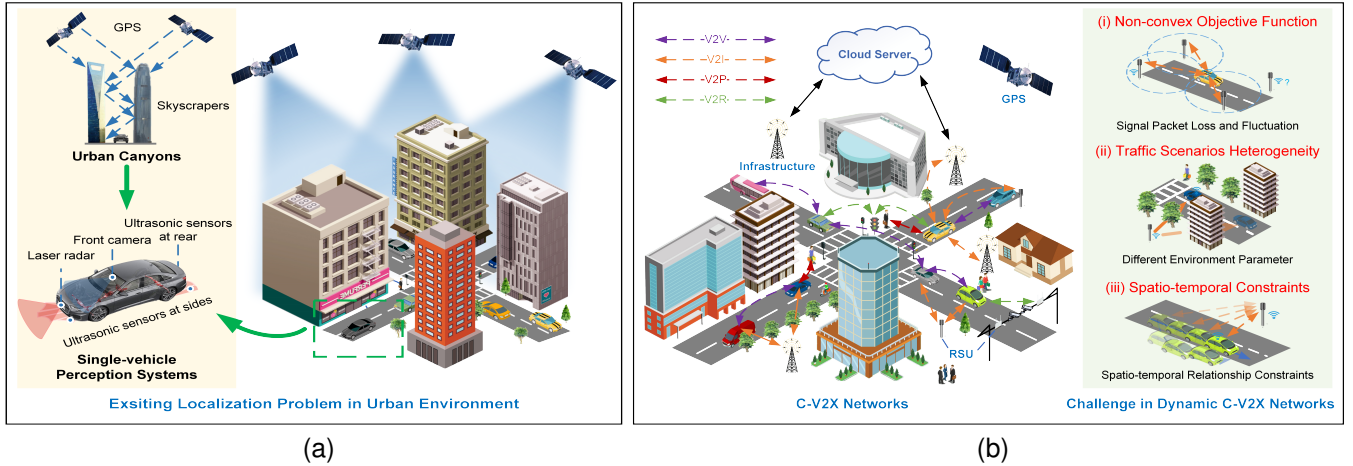 GPS
Skyscrapers
Urban Canyons
Ultrasonic sensors
at rear
Front camera
Laser radar
Ultrasonic sensors at sides
Single-vehicle
Perception Systems
PERFUME
Exsiting Localization Problem in Urban Environment
(a)
V2V
V2I
V2P
V2R
Cloud Server
GPS
Infrastructure
RSU
C-V2X Networks
(i) Non-convex Objective Function
?
Signal Packet Loss and Fluctuation
(ii) Traffic Scenarios Heterogeneity
Different Environment Parameter
(iii) Spatio-temporal Constraints
Spatio-temporal Relationship Constraints
Challenge in Dynamic C-V2X Networks
(b)